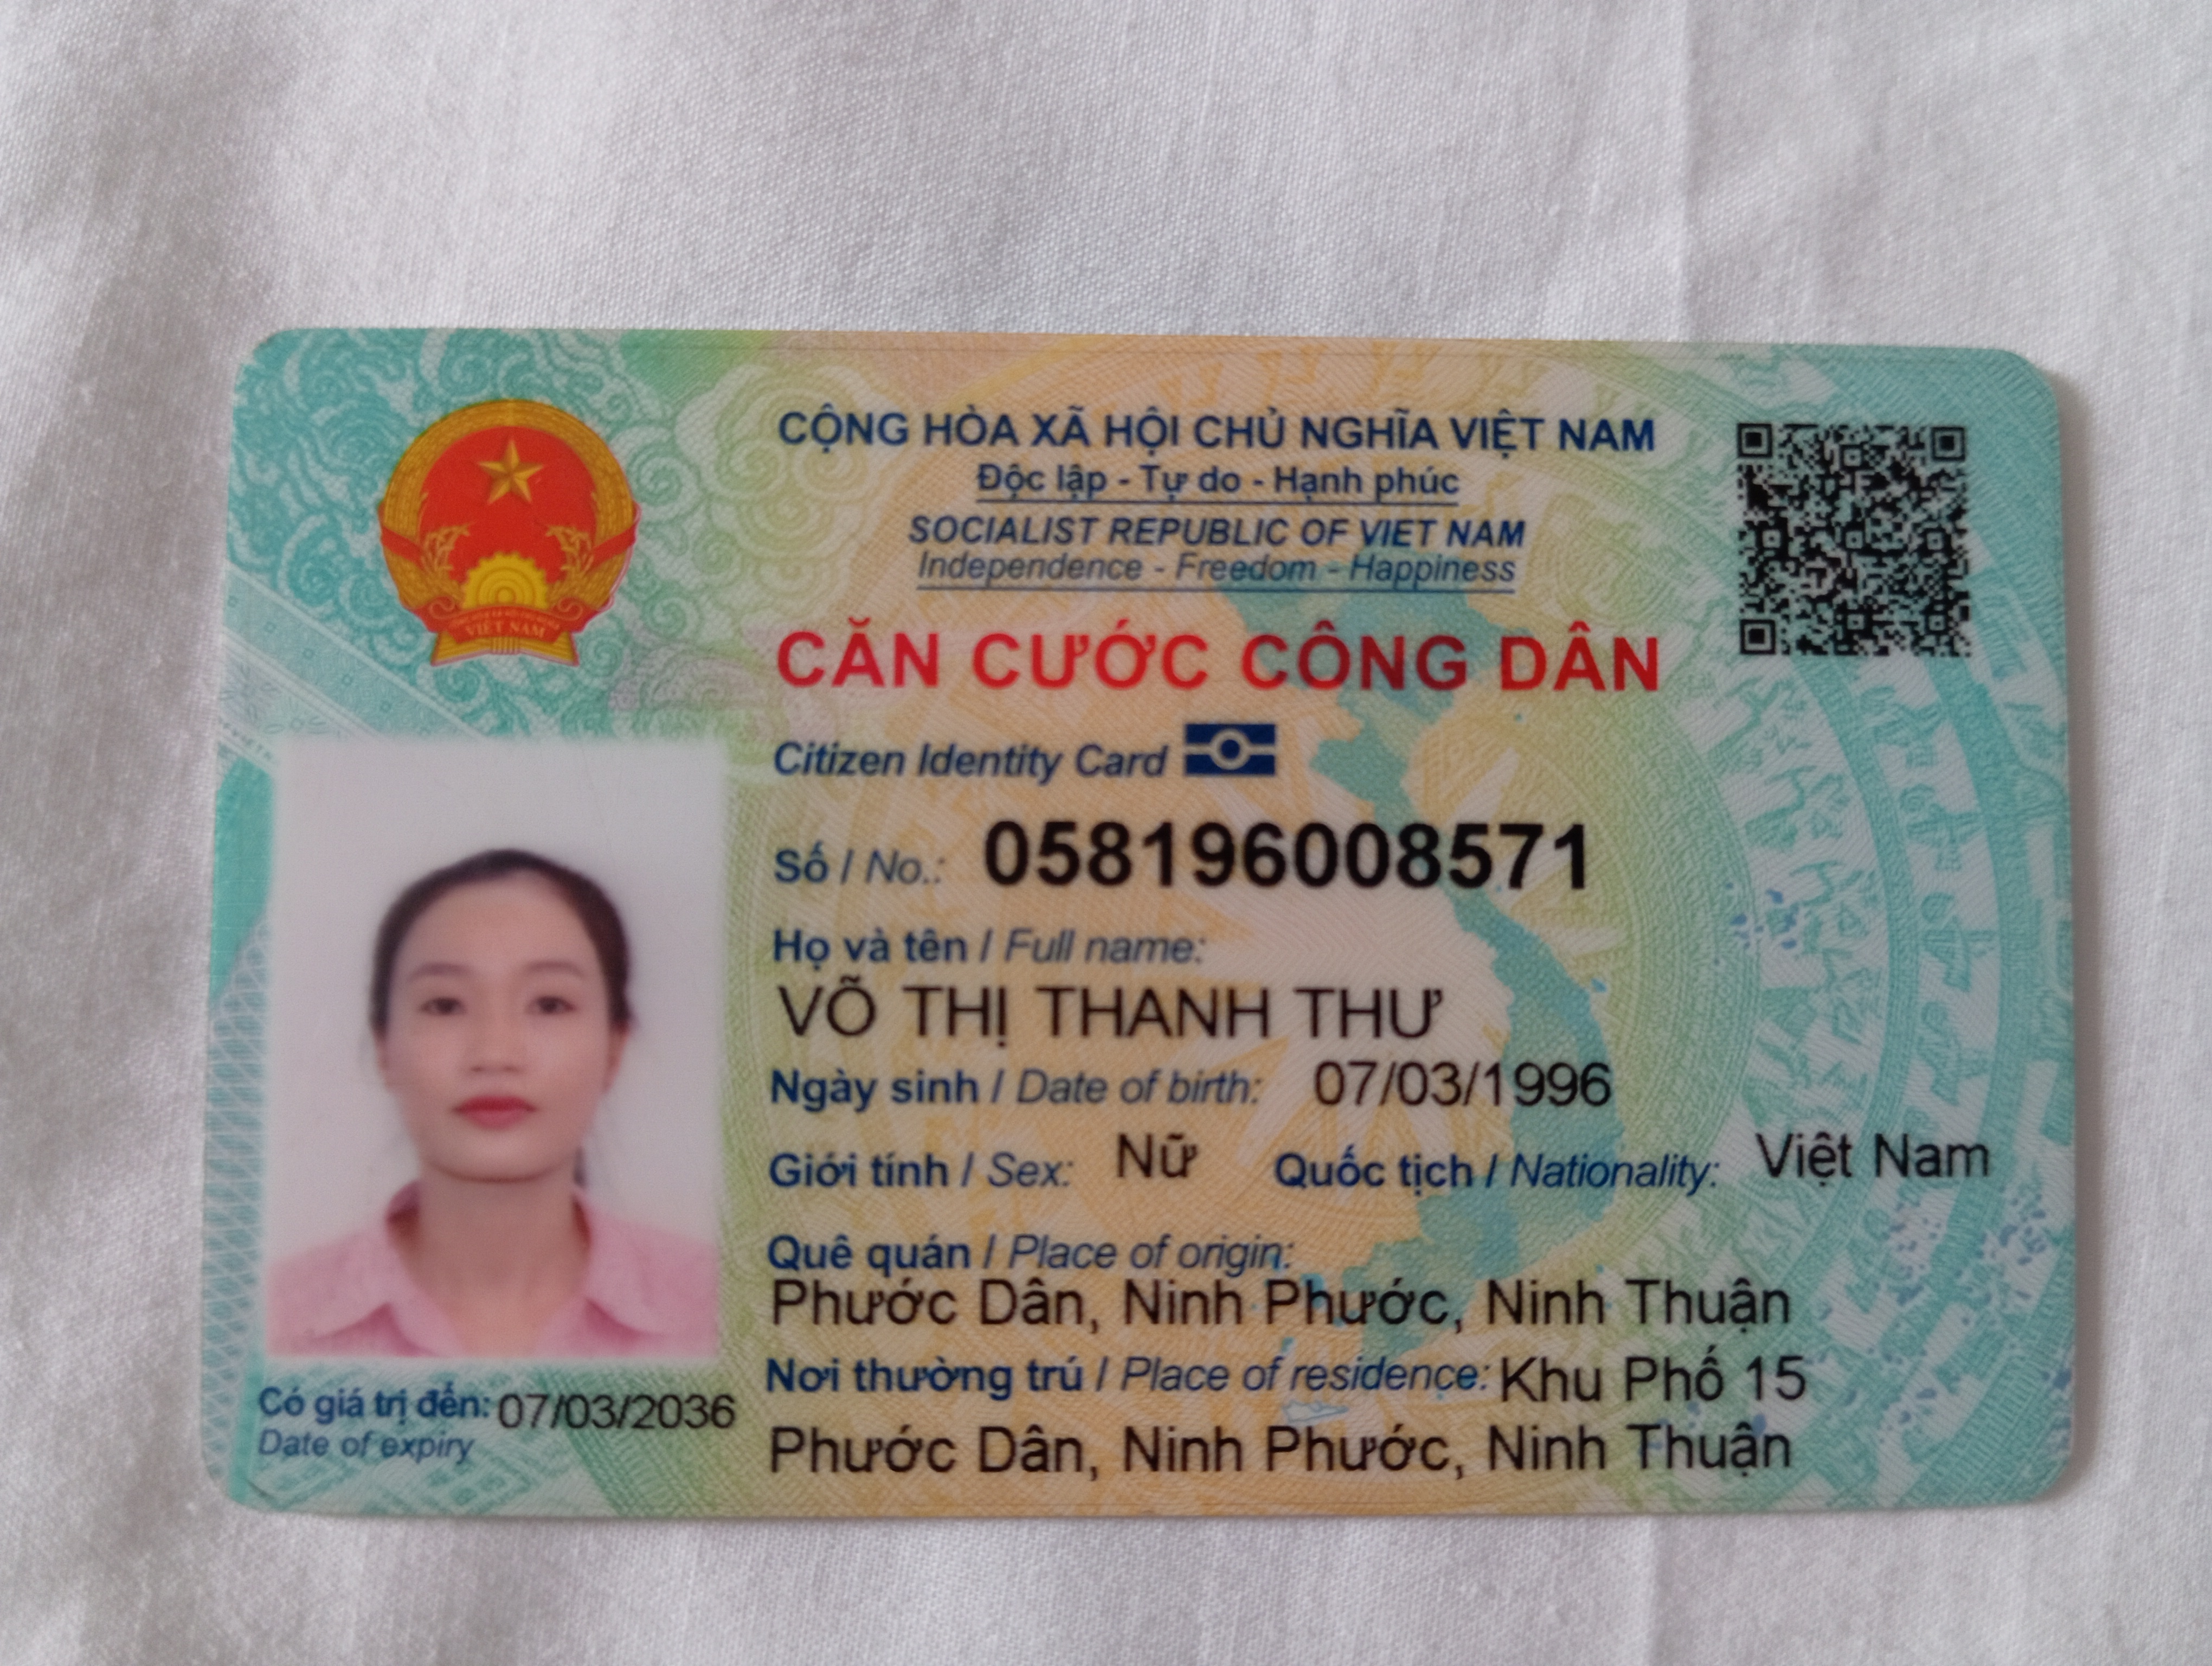 CỘNG HÒA XÃ HỘI CHỦ NGHĨA VIỆT NAM
Độc lập - Tự do - Hạnh phúc
SOCIALIST REPUBLIC OF VIET NAM
Independence - Freedom - Happiness
VIỆT NAM
CĂN CƯỚC CÔNG DÂN
Citizen Identity Card
Số / No.: 058196008571
Họ và tên / Full name:
VÕ THỊ THANH THƯ
Ngày sinh / Date of birth: 07/03/1996
Giới tính / Sex: Nữ Quốc tịch / Nationality: Việt Nam
Quê quán / Place of origin:
Phước Dân, Ninh Phước, Ninh Thuận
Nơi thường trú / Place of residence: Khu Phố 15
Phước Dân, Ninh Phước, Ninh Thuận
Có giá trị đến: 07/03/2036
Date of expiry